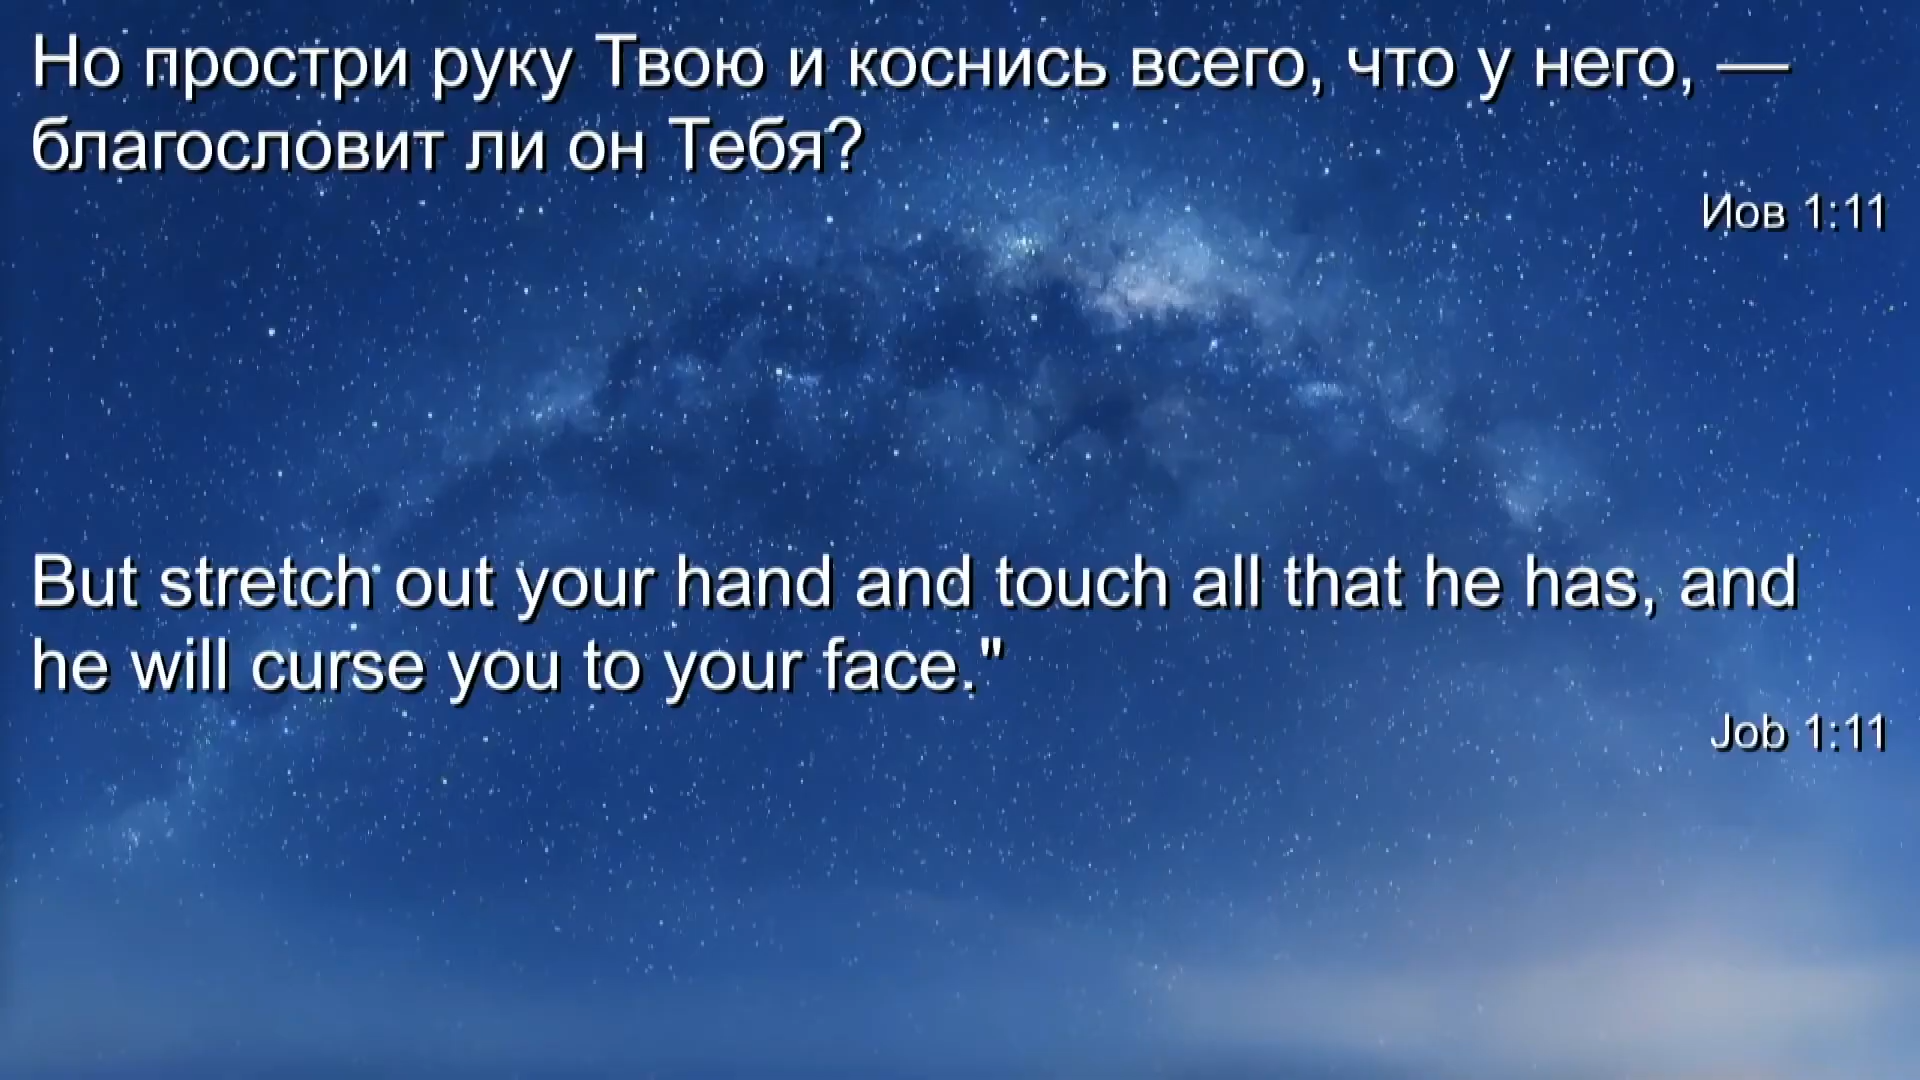 Но простри руку Твою и коснись всего, что у него, —
благословит ли он Тебя?
Иов 1:11
But stretch out your hand and touch all that he has, and
he will curse you to your face."
Job 1:11